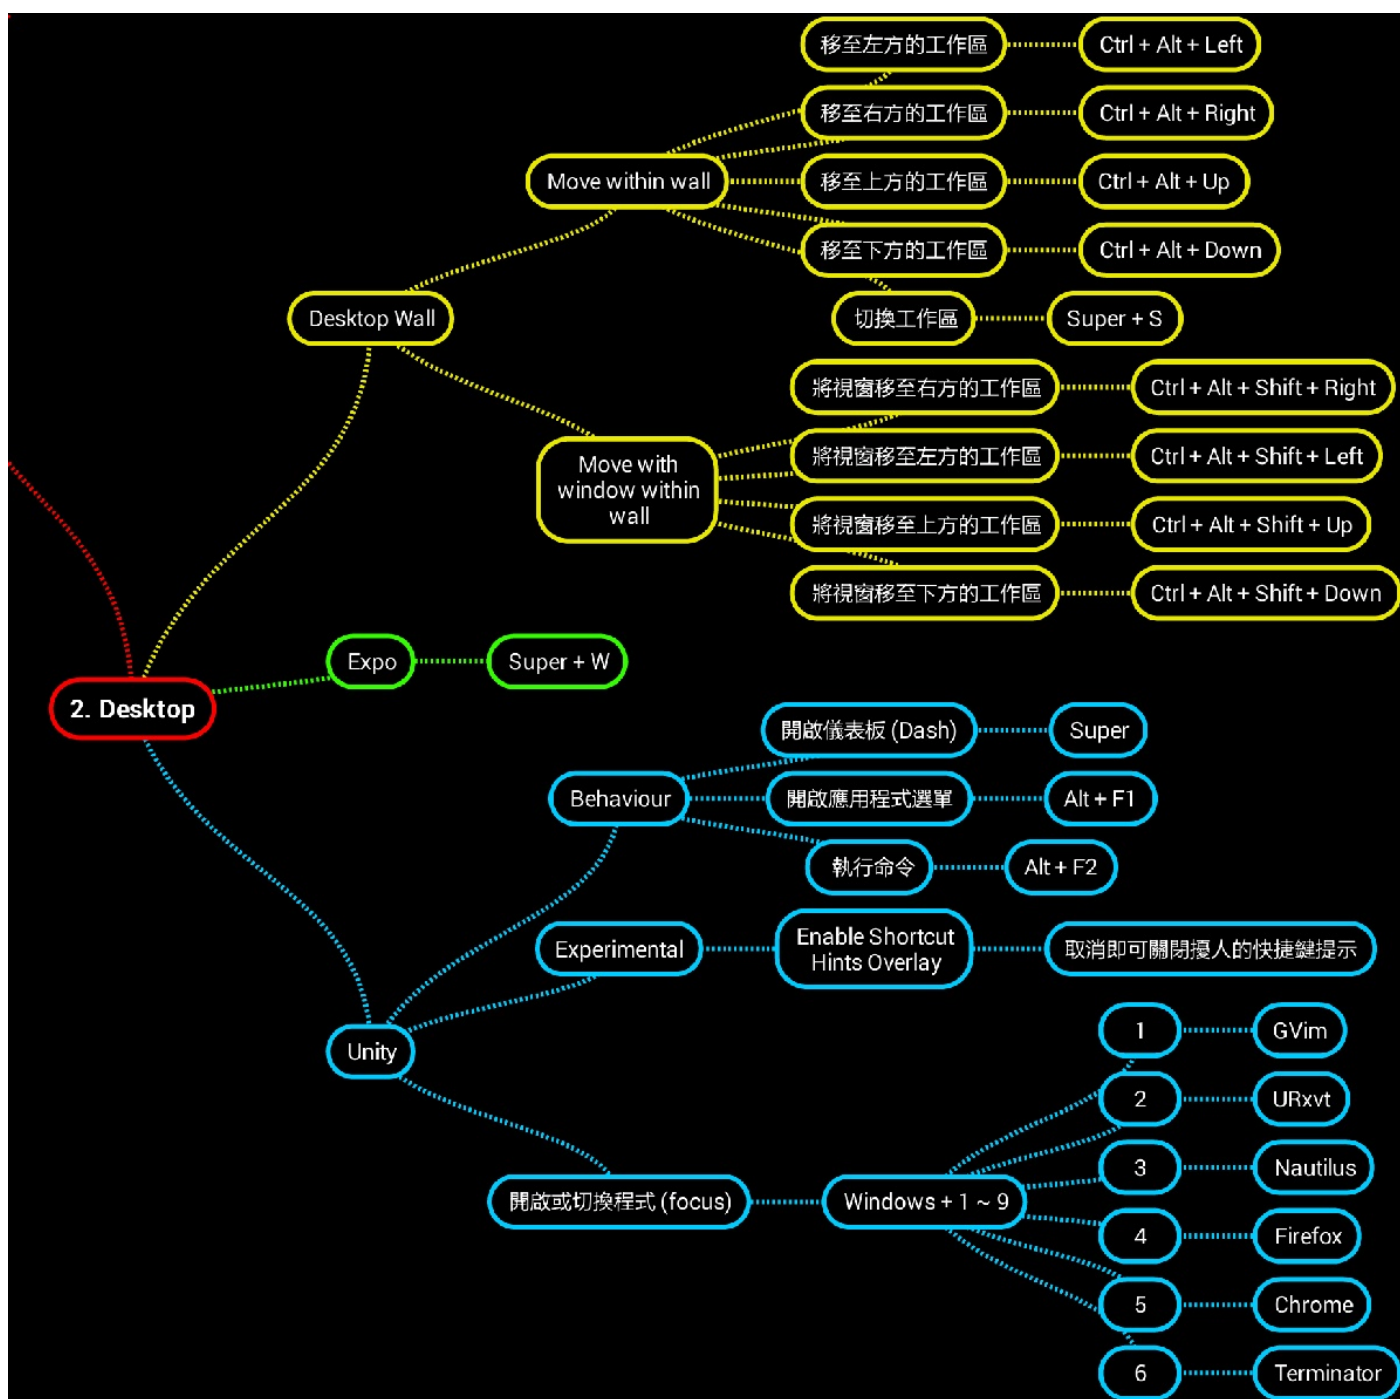 移至左方的工作區
Ctrl + Alt + Left
移至右方的工作區
Ctrl + Alt + Right
Move within wall
移至上方的工作區
Ctrl + Alt + Up
移至下方的工作區
Ctrl + Alt + Down
Desktop Wall
切換工作區
Super + S
將視窗移至右方的工作區
Ctrl + Alt + Shift + Right
Move with
window within
wall
將視窗移至左方的工作區
Ctrl + Alt + Shift + Left
將視窗移至上方的工作區
Ctrl + Alt + Shift + Up
將視窗移至下方的工作區
Ctrl + Alt + Shift + Down
Expo
Super + W
2. Desktop
開啟儀表板 (Dash)
Super
Behaviour
開啟應用程式選單
Alt + F1
執行命令
Alt + F2
Experimental
Enable Shortcut
Hints Overlay
取消即可關閉擾人的快捷鍵提示
Unity
1
GVim
2
URxvt
3
Nautilus
開啟或切換程式 (focus)
Windows + 1 ~ 9
4
Firefox
5
Chrome
6
Terminator